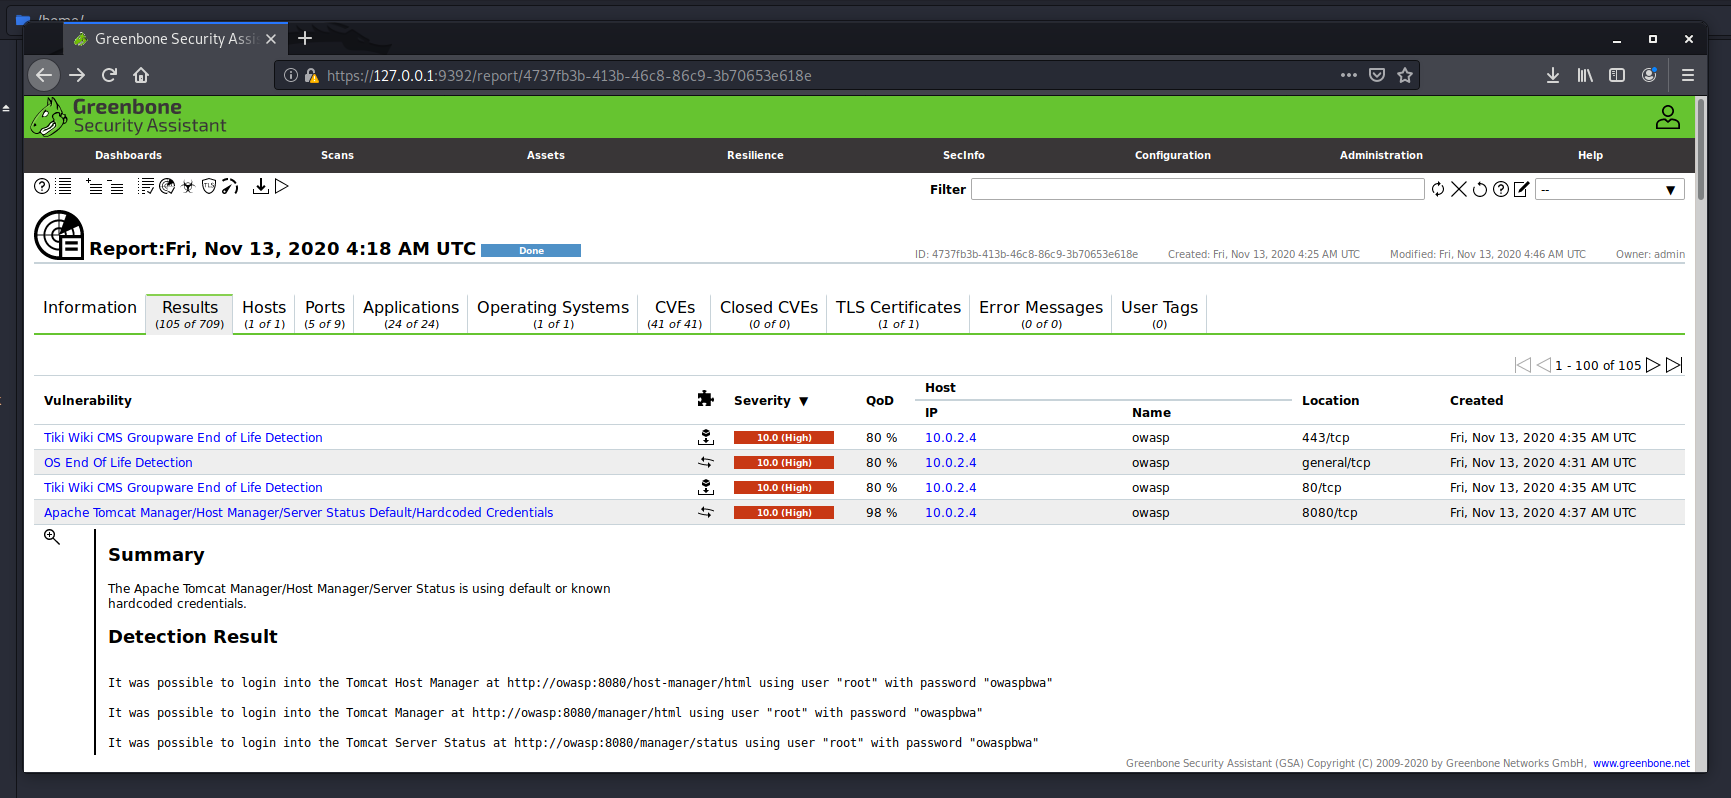 /home/
Greenbone Security Assi
https://127.0.0.1:9392/report/4737fb3b-413b-46c8-86c9-3b70653e618e
Greenbone
Security Assistant
Dashboards Scans Assets Resilience SecInfo Configuration Administration Help
Filter --
Report:Fri, Nov 13, 2020 4:18 AM UTC Done ID: 4737fb3b-413b-46c8-86c9-3b70653e618e Created: Fri, Nov 13, 2020 4:25 AM UTC Modified: Fri, Nov 13, 2020 4:46 AM UTC Owner: admin
Information Results Hosts Ports Applications Operating Systems CVEs Closed CVEs TLS Certificates Error Messages User Tags
(105 of 709) (1 of 1) (5 of 9) (24 of 24) (1 of 1) (41 of 41) (0 of 0) (1 of 1) (0 of 0) (0)
1 - 100 of 105
Vulnerability Severity ▼ QoD Host Location Created
IP Name
Tiki Wiki CMS Groupware End of Life Detection 10.0 (High) 80 % 10.0.2.4 owasp 443/tcp Fri, Nov 13, 2020 4:35 AM UTC
OS End Of Life Detection 10.0 (High) 80 % 10.0.2.4 owasp general/tcp Fri, Nov 13, 2020 4:31 AM UTC
Tiki Wiki CMS Groupware End of Life Detection 10.0 (High) 80 % 10.0.2.4 owasp 80/tcp Fri, Nov 13, 2020 4:35 AM UTC
Apache Tomcat Manager/Host Manager/Server Status Default/Hardcoded Credentials 10.0 (High) 98 % 10.0.2.4 owasp 8080/tcp Fri, Nov 13, 2020 4:37 AM UTC
Summary
The Apache Tomcat Manager/Host Manager/Server Status is using default or known
hardcoded credentials.
Detection Result
It was possible to login into the Tomcat Host Manager at http://owasp:8080/host-manager/html using user "root" with password "owaspbwa"
It was possible to login into the Tomcat Manager at http://owasp:8080/manager/html using user "root" with password "owaspbwa"
It was possible to login into the Tomcat Server Status at http://owasp:8080/manager/status using user "root" with password "owaspbwa"
Greenbone Security Assistant (GSA) Copyright (C) 2009-2020 by Greenbone Networks GmbH, www.greenbone.net